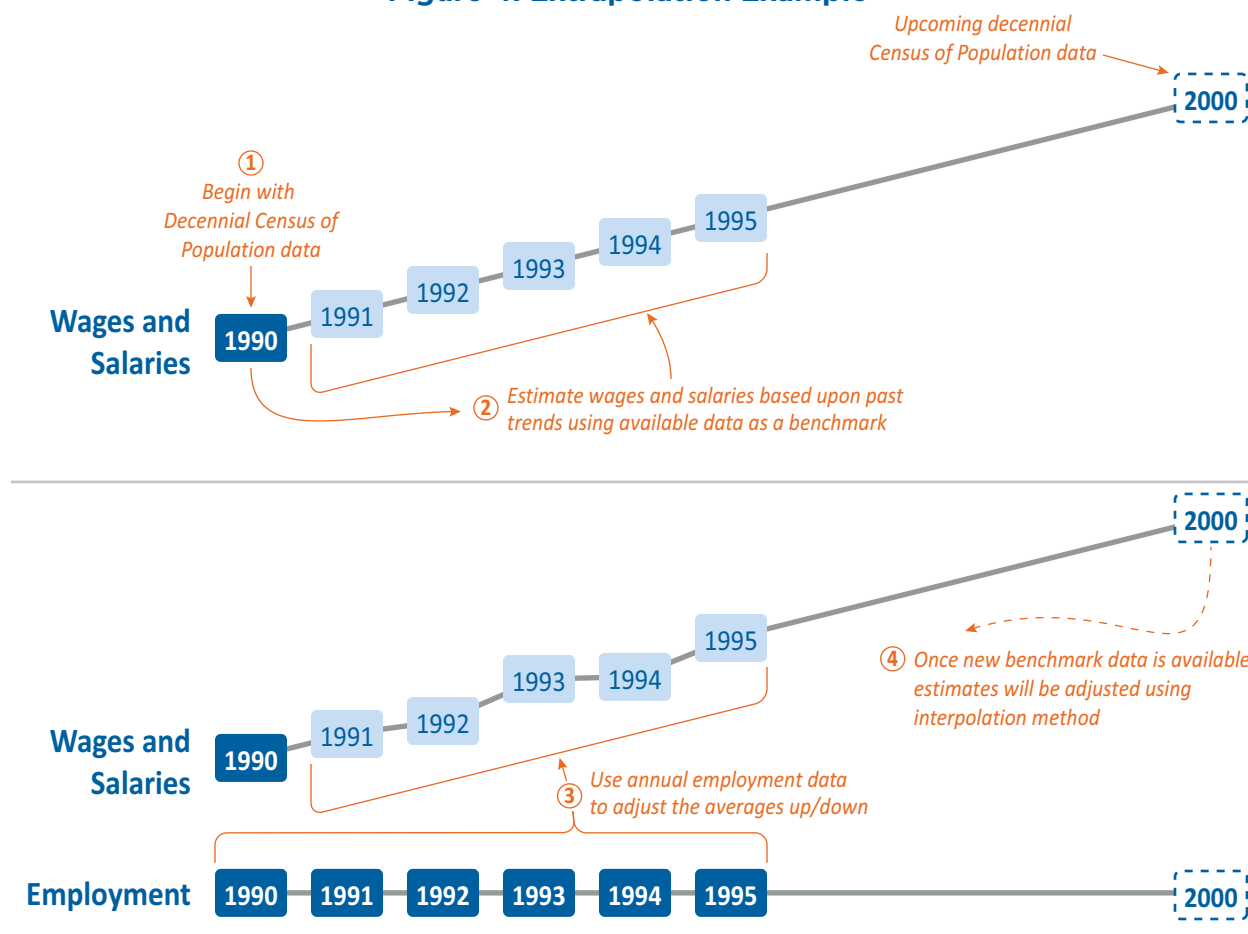 Upcoming decennial
Census of Population data
2000
1
Begin with
Decennial Census of
Population data
1995
1994
1993
1992
1991
Wages and
Salaries
1990
2 Estimate wages and salaries based upon past
trends using available data as a benchmark
2000
1995
4 Once new benchmark data is available
estimates will be adjusted using
interpolation method
1993
1994
1992
1991
Wages and
Salaries
1990
3 Use annual employment data
to adjust the averages up/down
Employment 1990 1991 1992 1993 1994 1995 2000